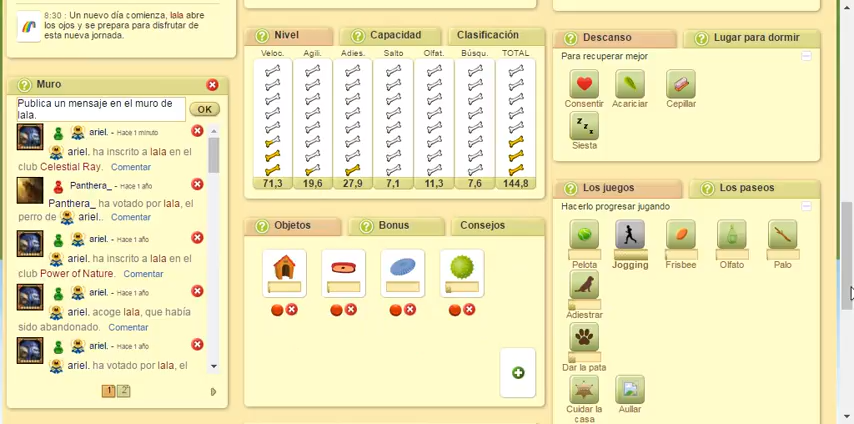 8:30 : Un nuevo día comienza, lala abre
los ojos y se prepara para disfrutar de
esta nueva jornada.
Muro
Publica un mensaje en el muro de
lala.
OK
ariel. - Hace 1 minuto
ariel. ha inscrito a lala en el
club Celestial Ray. Comentar
Panthera_ - Hace 1 año
Panthera_ ha votado por lala, el
perro de ariel.. Comentar
ariel. - Hace 1 año
ariel. ha inscrito a lala en el
club Power of Nature. Comentar
ariel. - Hace 1 año
ariel. acoge lala, que había
sido abandonado. Comentar
ariel. - Hace 1 año
ariel. ha votado por lala, el
1 2
Nivel Capacidad Clasificación
Veloc. Agili. Adies. Salto Olfat. Búsqu. TOTAL
71,3 19,6 27,9 7,1 11,3 7,6 144,8
Objetos Bonus Consejos
Descanso Lugar para dormir
Para recuperar mejor
Consentir Acariciar Cepillar
zzz
Siesta
Los juegos Los paseos
Hacerlo progresar jugando
Pelota Jogging Frisbee Olfato Palo
Adiestrar
Dar la pata
Cuidar la
casa
Aullar